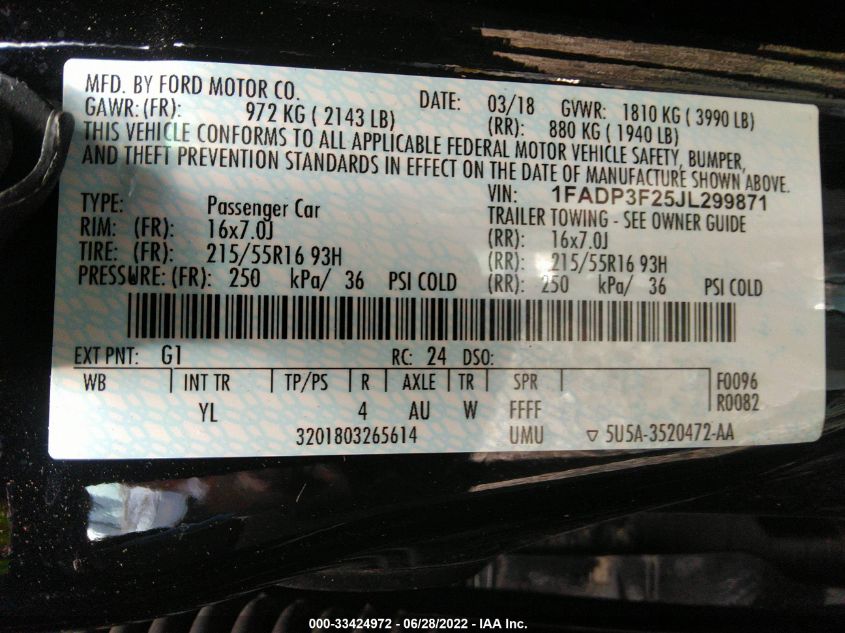 MFD. BY FORD MOTOR CO. DATE: 03/18 GVWR: 1810 KG ( 3990 LB)
GAWR: (FR): 972 KG ( 2143 LB) (RR): 880 KG ( 1940 LB)
THIS VEHICLE CONFORMS TO ALL APPLICABLE FEDERAL MOTOR VEHICLE SAFETY, BUMPER,
AND THEFT PREVENTION STANDARDS IN EFFECT ON THE DATE OF MANUFACTURE SHOWN ABOVE.
VIN: 1FADP3F25JL299871
TYPE: Passenger Car TRAILER TOWING - SEE OWNER GUIDE
RIM: (FR): 16x7.0J (RR): 16x7.0J
TIRE: (FR): 215/55R16 93H (RR): 215/55R16 93H
PRESSURE: (FR): 250 kPa/ 36 PSI COLD (RR): 250 kPa/ 36 PSI COLD
EXT PNT: G1 RC: 24 DSO:
WB INT TR TP/PS R AXLE TR SPR F0096
YL 4 AU W FFFF R0082
3201803265614 UMU ▽ 5U5A-3520472-AA
000-33424972 - 06/28/2022 - IAA Inc.